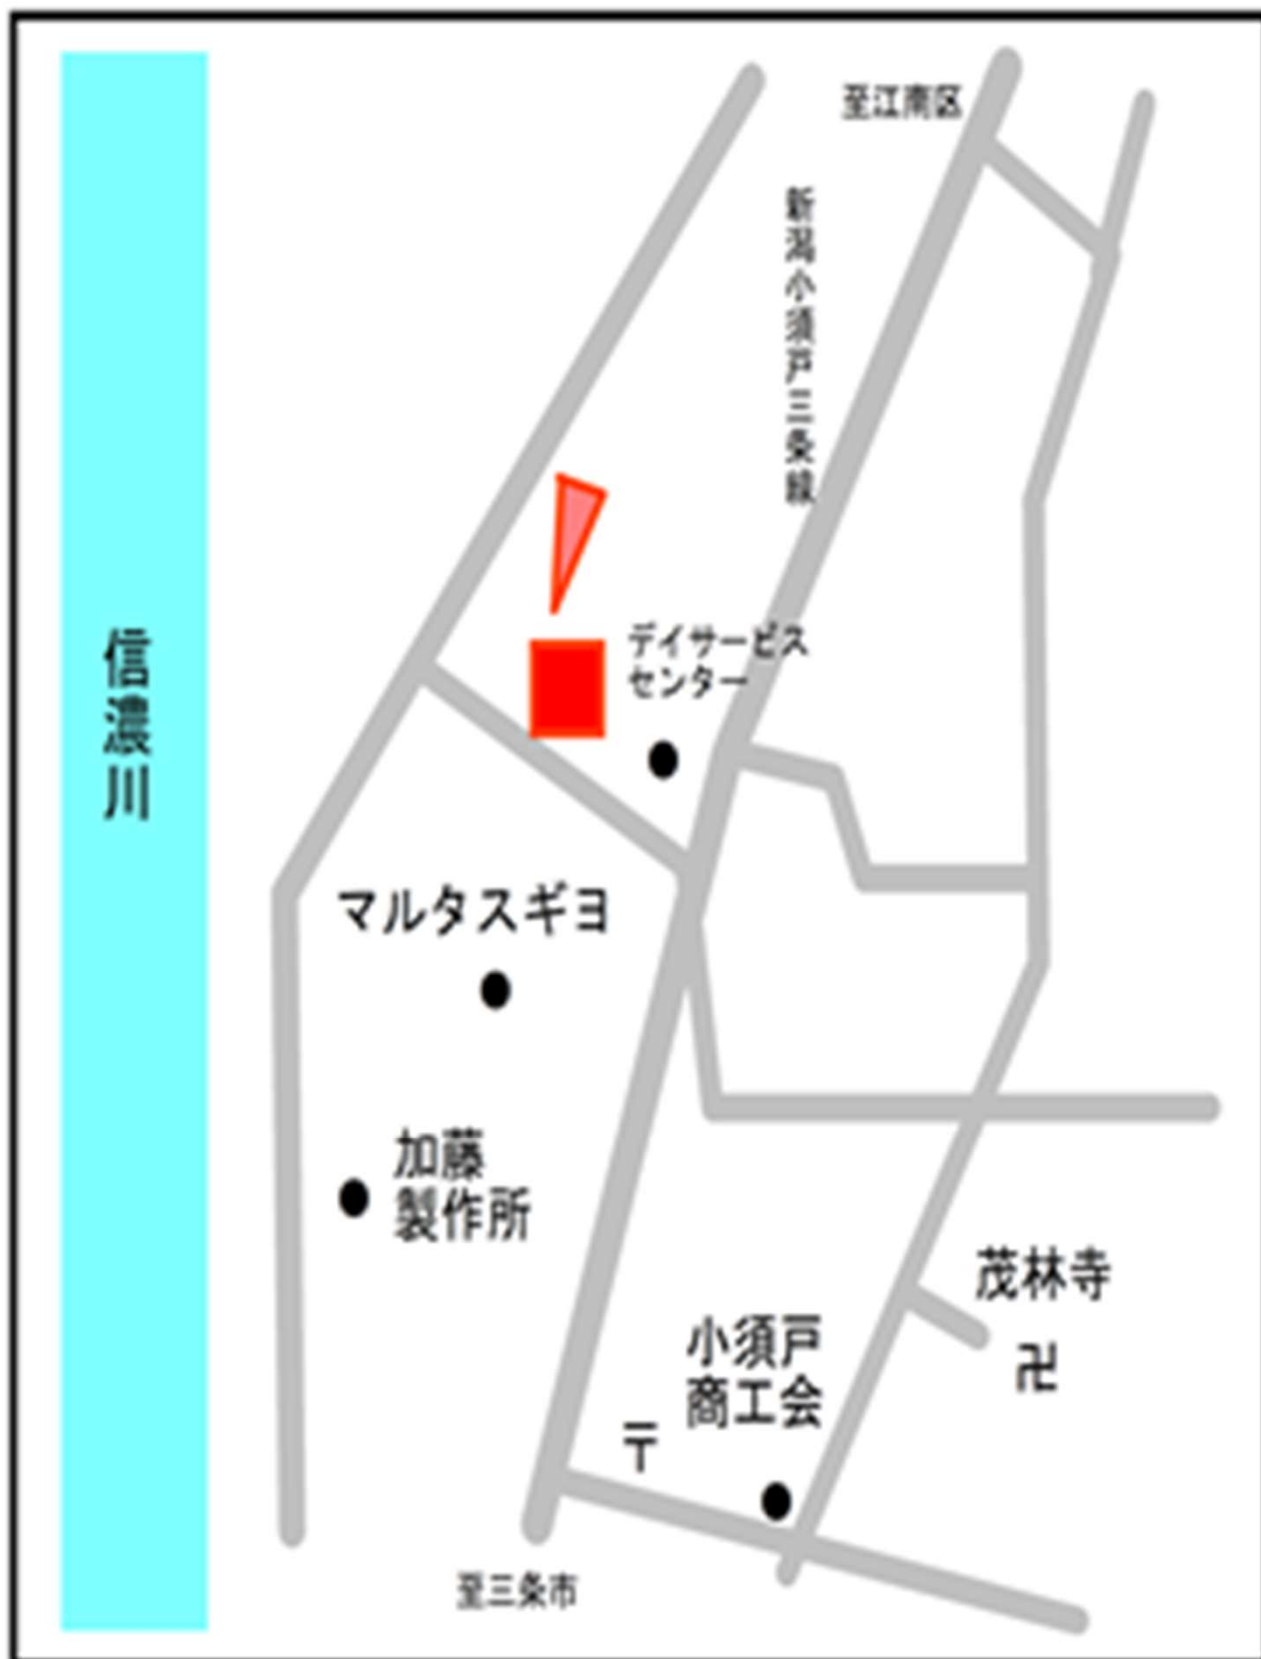 至江南区
新潟小須戸三条線
デイサービス
センター
信濃川
マルタスギヨ
加藤
製作所
茂林寺
卍
小須戸
商工会
〒
至三条市